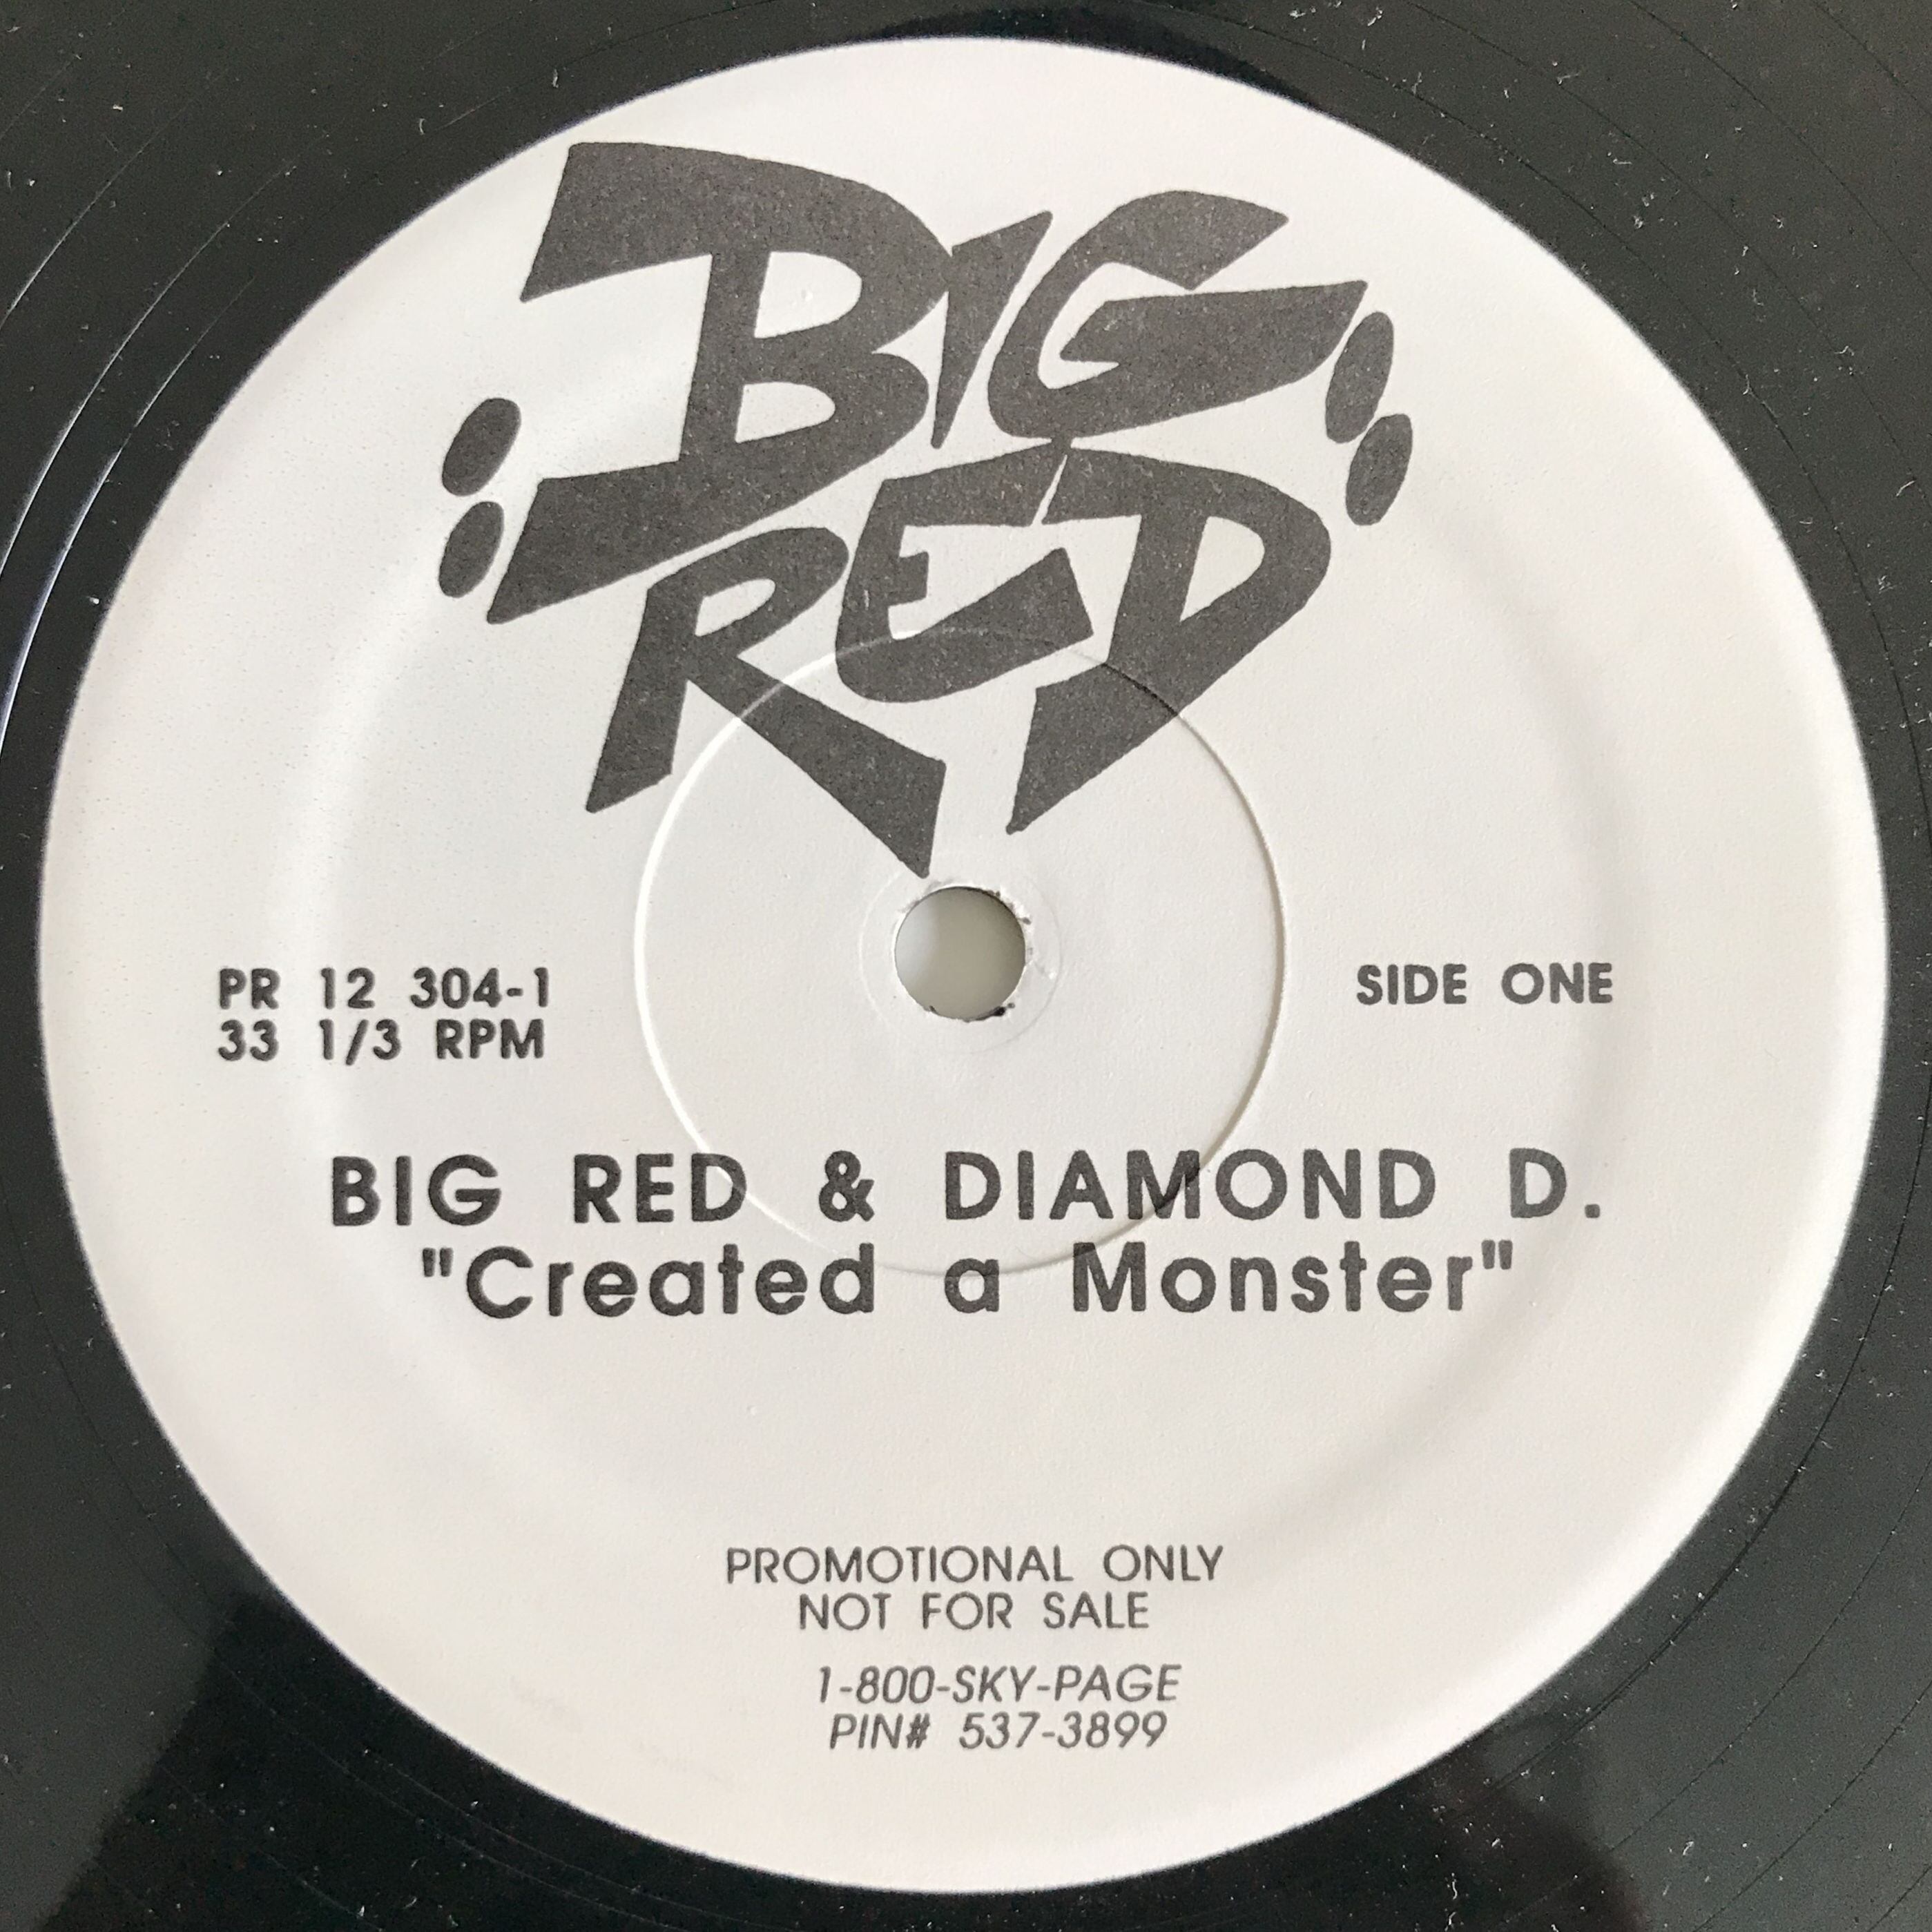 BIG
RED
PR 12 304-1
33 1/3 RPM
SIDE ONE
BIG RED & DIAMOND D.
"Created a Monster"
PROMOTIONAL ONLY
NOT FOR SALE
1-800-SKY-PAGE
PIN# 537-3899